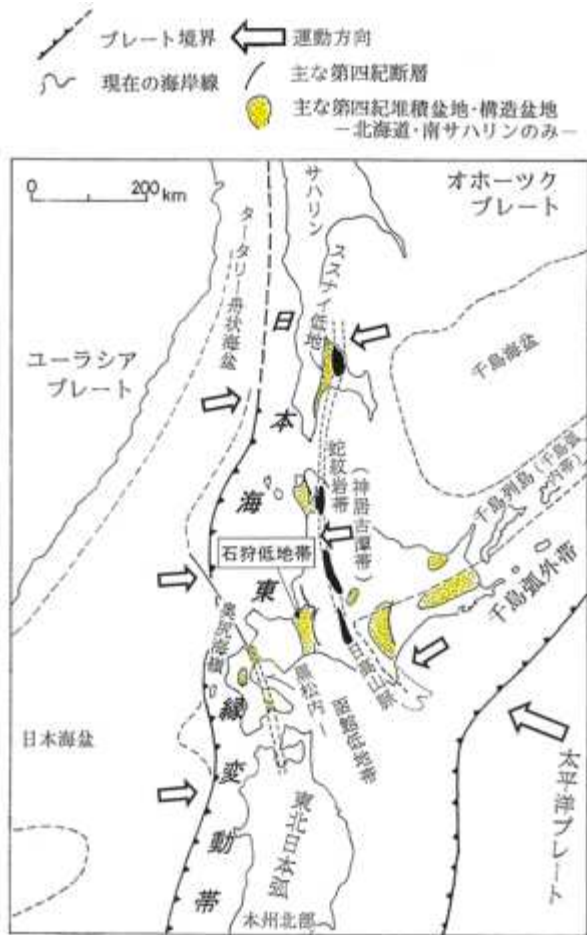 プレート境界
運動方向
現在の海岸線
主な第四紀断層
主な第四紀堆積盆地・構造盆地
－北海道・南サハリンのみ－
0 200 km
サハリン
オホーツク
プレート
タータリー舟状海盆
ススナイ低地
ユーラシア
プレート
千島海盆
日本海東縁変動帯
蛇紋岩帯
(神居古潭帯)
千島列島(千島弧内帯)
千島弧外帯
石狩低地帯
奥尻海嶺
日高山脈
黒松内－
函館低地帯
日本海盆
太平洋プレート
東北日本弧
本州北部